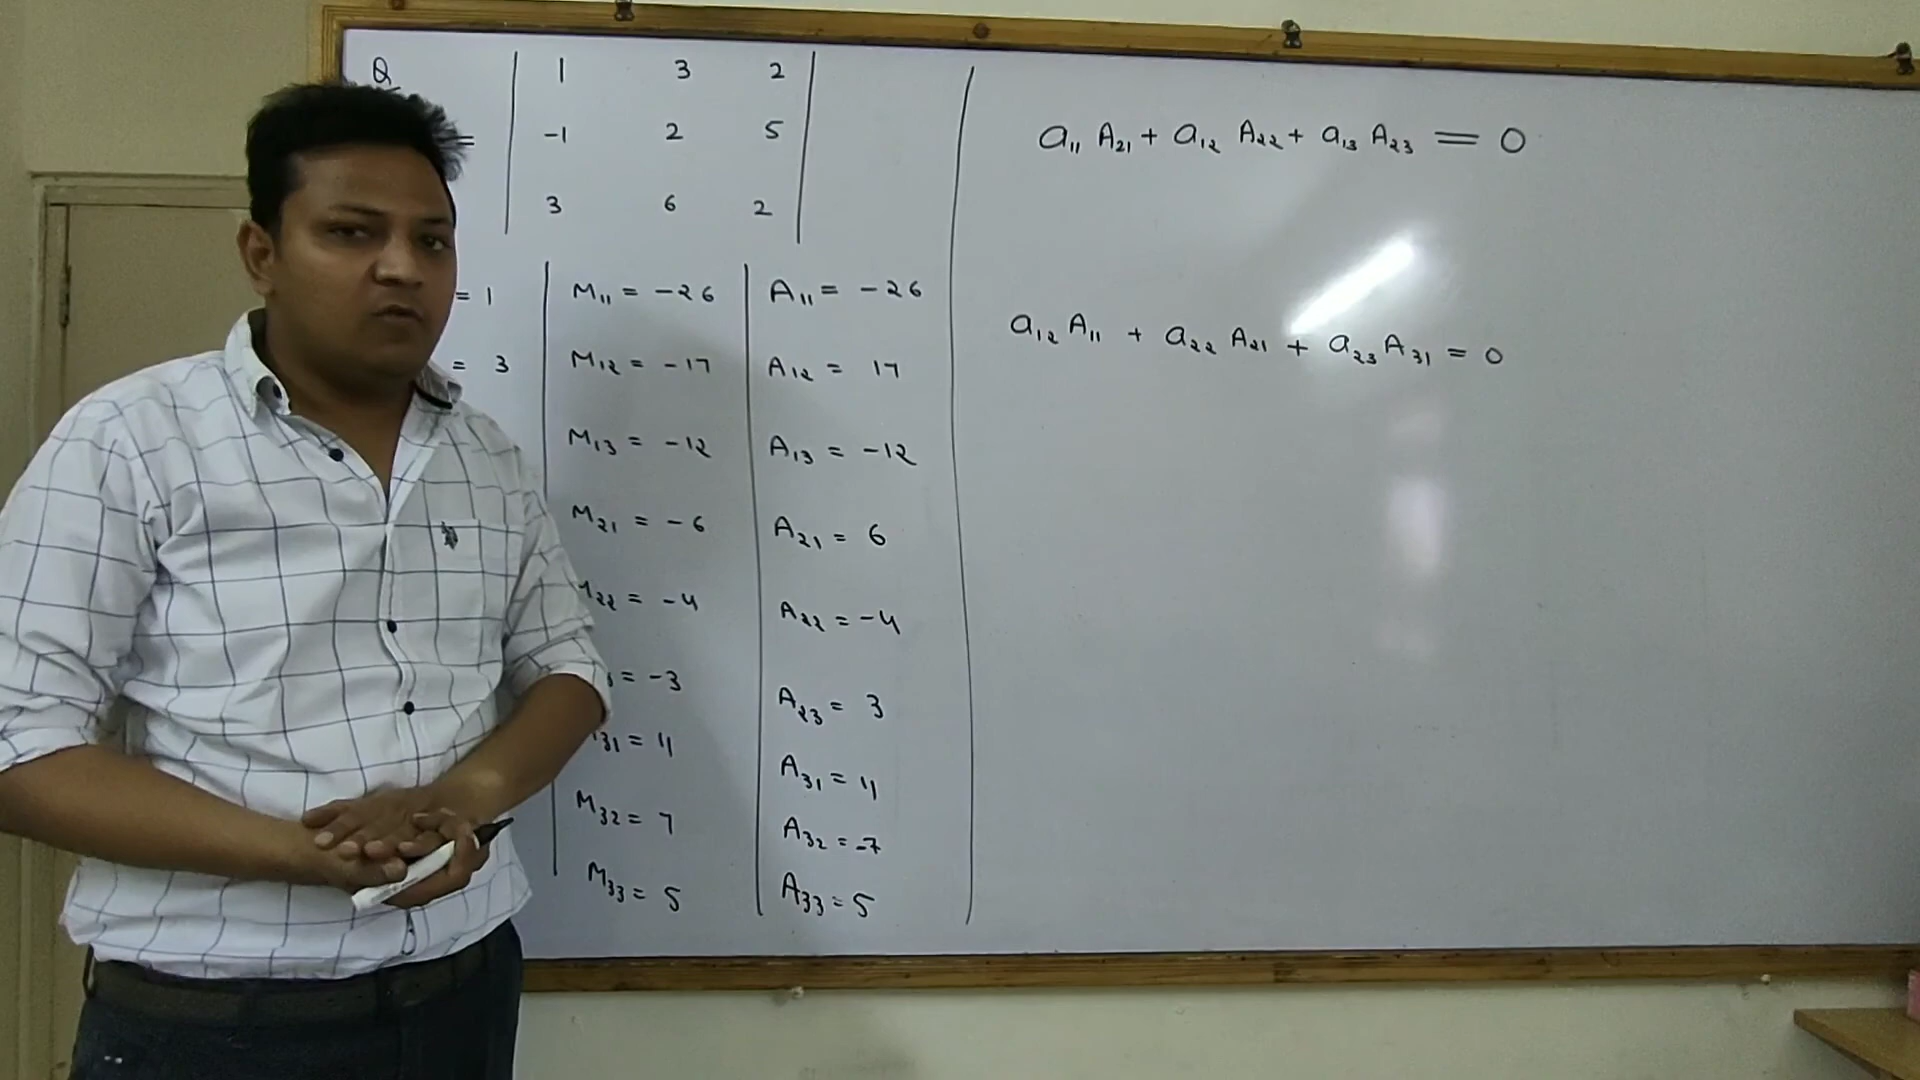 Q
1 3 2
= -1 2 5
3 6 2
= 1
= 3
M₁₁ = -26
M₁₂ = -17
M₁₃ = -12
M₂₁ = -6
₂₂ = -4
= -3
₃₁ = 11
M₃₂ = 7
M₃₃ = 5
A₁₁ = -26
A₁₂ = 17
A₁₃ = -12
A₂₁ = 6
A₂₂ = -4
A₂₃ = 3
A₃₁ = 11
A₃₂ = -7
A₃₃ = 5
a₁₁ A₂₁ + a₁₂ A₂₂ + a₁₃ A₂₃ = 0
a₁₂ A₁₁ + a₂₂ A₂₁ + a₂₃ A₃₁ = 0